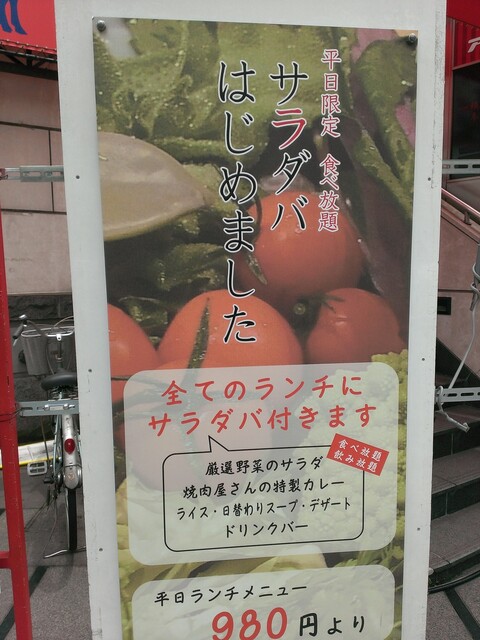 平日限定 食べ放題
サラダバ
はじめました
全てのランチに
サラダバ付きます
食べ放題
飲み放題
厳選野菜のサラダ
焼肉屋さんの特製カレー
ライス・日替わりスープ・デザート
ドリンクバー
平日ランチメニュー
980円より